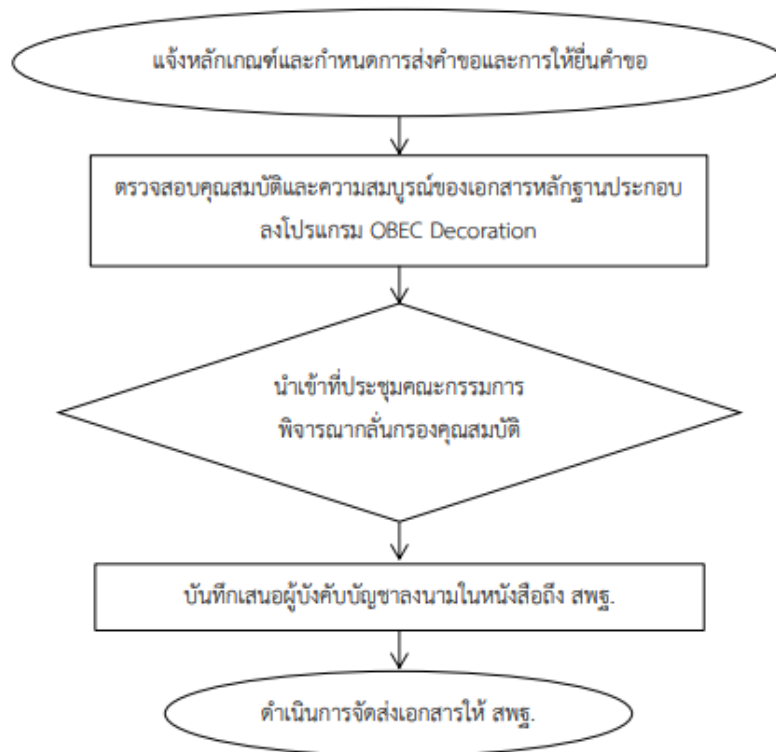 แจ้งหลักเกณฑ์และกำหนดการส่งคำขอและการให้ยื่นคำขอ
ตรวจสอบคุณสมบัติและความสมบูรณ์ของเอกสารหลักฐานประกอบ
ลงโปรแกรม OBEC Decoration
นำเข้าที่ประชุมคณะกรรมการ
พิจารณากลั่นกรองคุณสมบัติ
บันทึกเสนอผู้บังคับบัญชาลงนามในหนังสือถึง สพฐ.
ดำเนินการจัดส่งเอกสารให้ สพฐ.